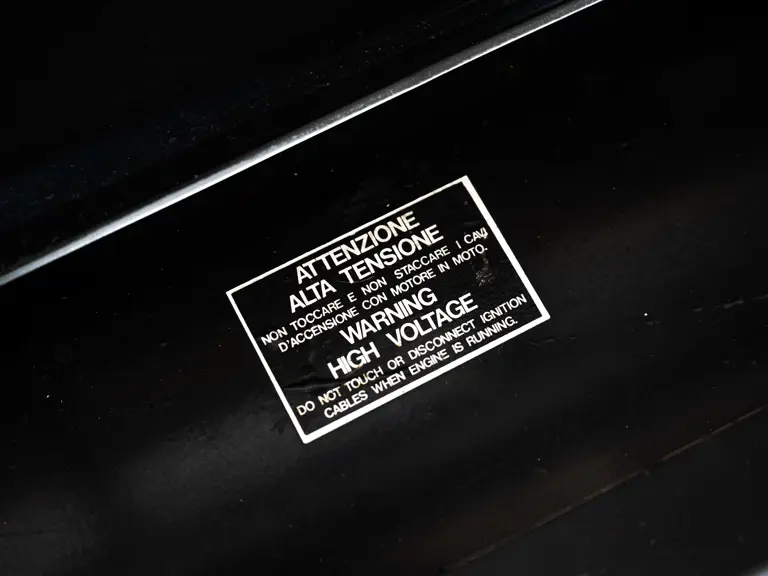 ATTENZIONE
ALTA TENSIONE
NON TOCCARE E NON STACCARE I CAVI
D'ACCENSIONE CON MOTORE IN MOTO.
WARNING
HIGH VOLTAGE
DO NOT TOUCH OR DISCONNECT IGNITION
CABLES WHEN ENGINE IS RUNNING.